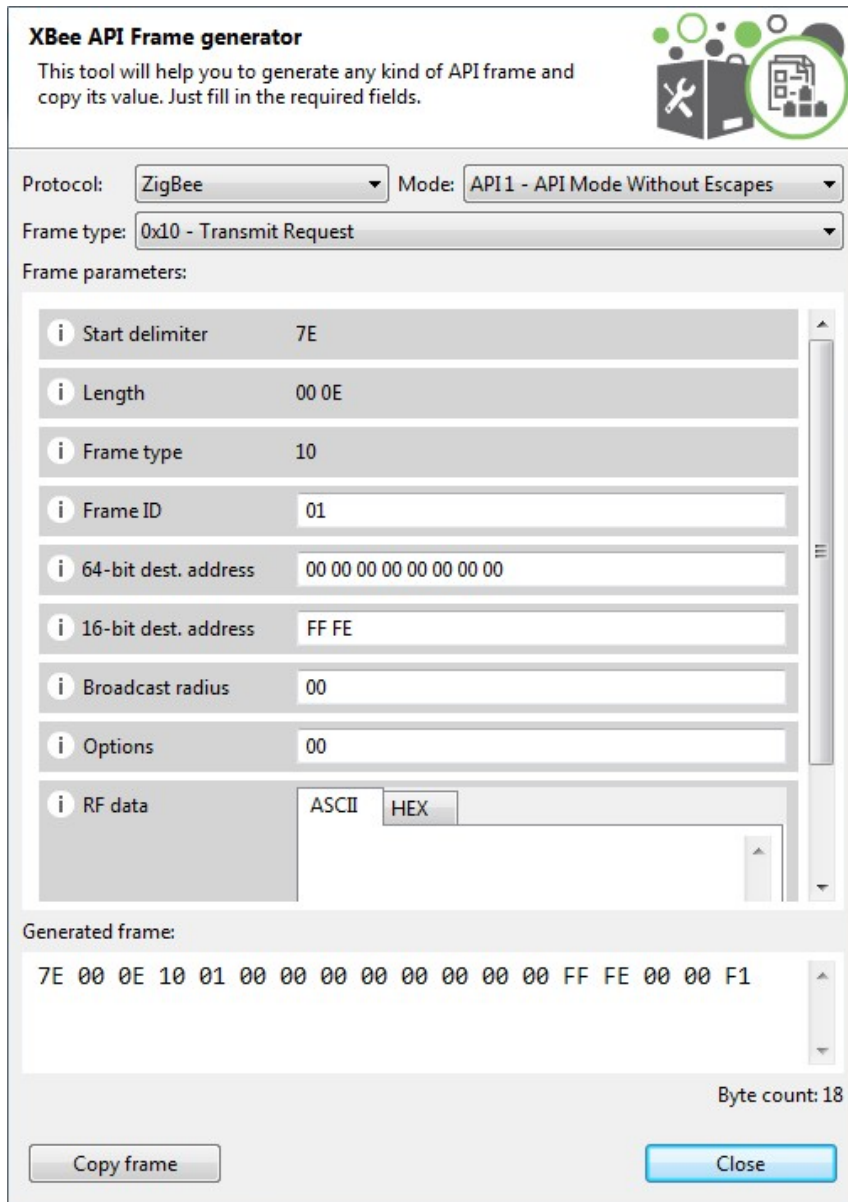 XBee API Frame generator
This tool will help you to generate any kind of API frame and
copy its value. Just fill in the required fields.
Protocol: ZigBee Mode: API 1 - API Mode Without Escapes
Frame type: 0x10 - Transmit Request
Frame parameters:
i Start delimiter 7E
i Length 00 0E
i Frame type 10
i Frame ID 01
i 64-bit dest. address 00 00 00 00 00 00 00 00
i 16-bit dest. address FF FE
i Broadcast radius 00
i Options 00
i RF data ASCII HEX
Generated frame:
7E 00 0E 10 01 00 00 00 00 00 00 00 00 FF FE 00 00 F1
Byte count: 18
Copy frame Close